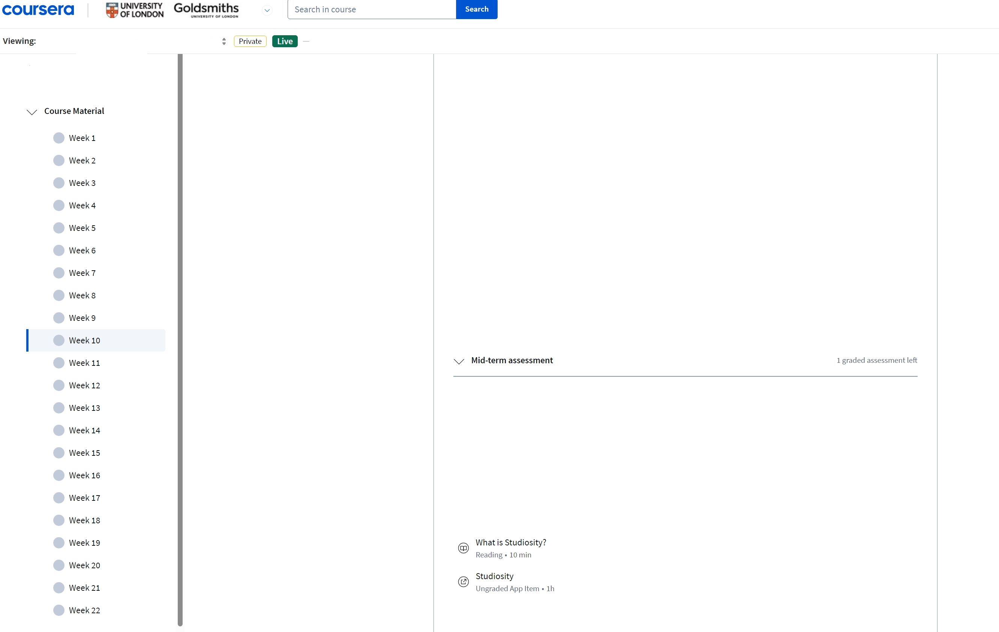 coursera
UNIVERSITY OF LONDON
Goldsmiths
UNIVERSITY OF LONDON
Search in course
Search
Viewing:
Private
Live
Course Material
Week 1
Week 2
Week 3
Week 4
Week 5
Week 6
Week 7
Week 8
Week 9
Week 10
Week 11
Week 12
Week 13
Week 14
Week 15
Week 16
Week 17
Week 18
Week 19
Week 20
Week 21
Week 22
Mid-term assessment
1 graded assessment left
What is Studiosity?
Reading • 10 min
Studiosity
Ungraded App Item • 1h